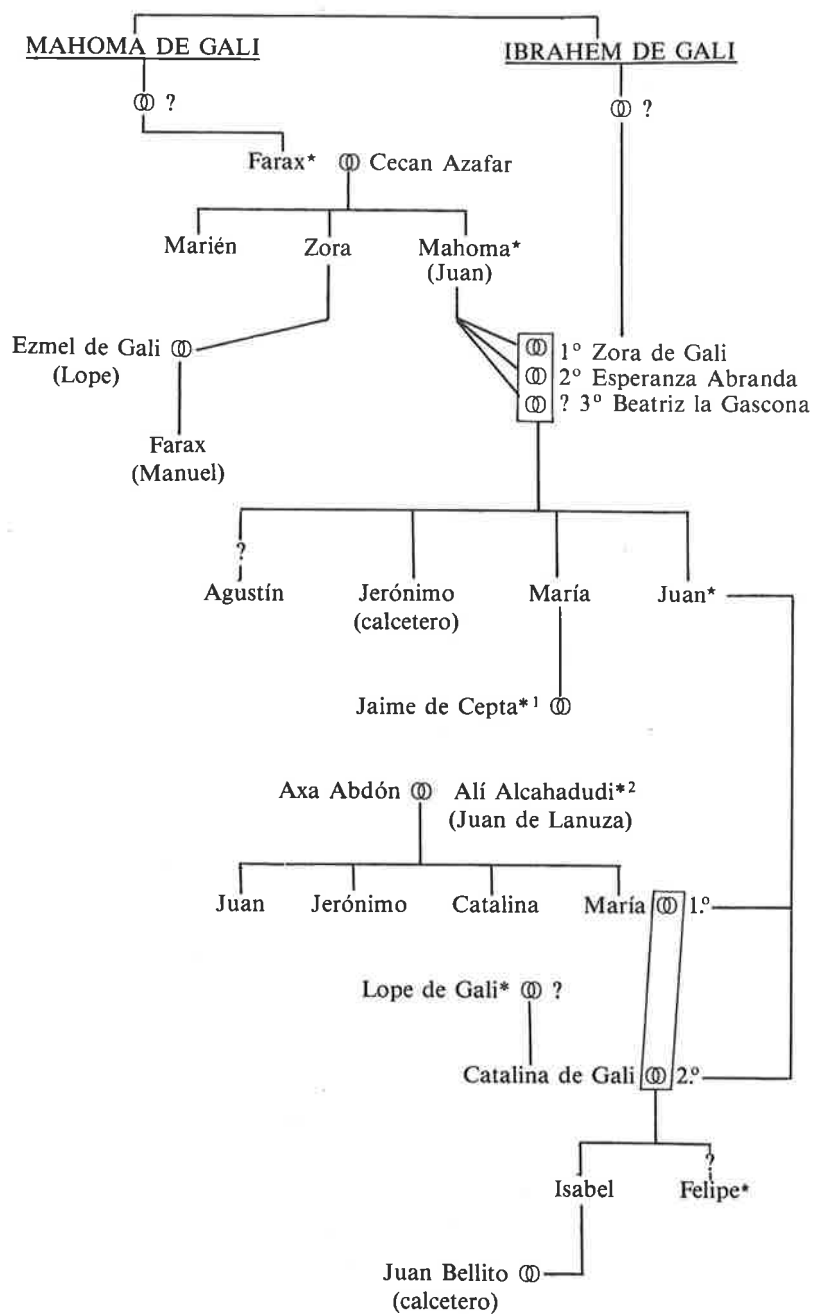 MAHOMA DE GALI IBRAHEM DE GALI
? ?
Farax* Cecan Azafar
Marién Zora Mahoma*
(Juan)
Ezmel de Gali
(Lope)
1º Zora de Gali
2º Esperanza Abranda
? 3º Beatriz la Gascona
Farax
(Manuel)
?
Agustín Jerónimo María Juan*
(calcetero)
Jaime de Cepta*1
Axa Abdón Alí Alcahadudi*2
(Juan de Lanuza)
Juan Jerónimo Catalina María 1.º
Lope de Gali* ?
Catalina de Gali 2.º
?
Isabel Felipe*
Juan Bellito
(calcetero)